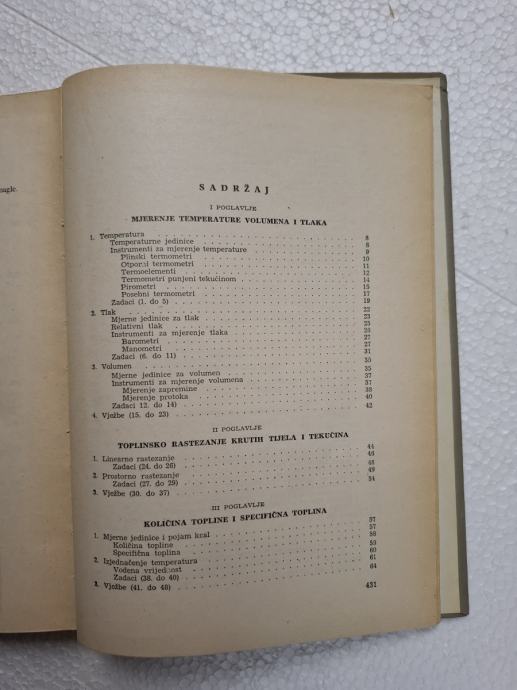 nagle.
SADRŽAJ
I POGLAVLJE
MJERENJE TEMPERATURE VOLUMENA I TLAKA
1. Temperatura 8
Temperaturne jedinice 8
Instrumenti za mjerenje temperature 9
Plinski termometri 10
Otporni termometri 11
Termoelementi 12
Termometri punjeni tekućinom 14
Pirometri 15
Posebni termometri 17
Zadaci (1. do 5) 19
2. Tlak 22
Mjerne jedinice za tlak 23
Relativni tlak 25
Instrumenti za mjerenje tlaka 26
Barometri 27
Manometri 27
Zadaci (6. do 11) 31
3. Volumen 35
Mjerne jedinice za volumen 35
Instrumenti za mjerenje volumena 37
Mjerenje zapremine 37
Mjerenje protoka 38
Zadaci 12. do 14) 40
4. Vježbe (15. do 23) 42
II POGLAVLJE
TOPLINSKO RASTEZANJE KRUTIH TIJELA I TEKUĆINA
1. Linearno rastezanje 44
Zadaci (24. do 26) 46
2. Prostorno rastezanje 48
Zadaci (27. do 29) 49
3. Vježbe (30. do 37) 54
III POGLAVLJE
KOLIČINA TOPLINE I SPECIFIČNA TOPLINA
1. Mjerne jedinice i pojam kcal 57
Količina topline 57
Specifična toplina 58
2. Izjednačenje temperatura 59
Vodena vrijednost 60
Zadaci (38. do 40) 61
3. Vježbe (41. do 48) 64
431